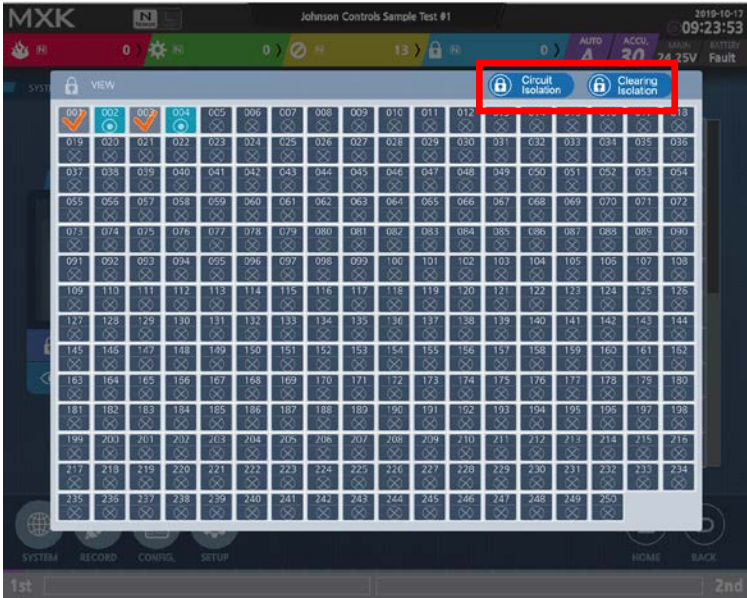 MXK
N
Johnson Controls Sample Test #1
2019-10-17
09:23:53
0
0
13
0
AUTO
ACCU.
MAIN
BATTERY
A
30
24.25V
Fault
SYST
VIEW
Circuit
Isolation
Clearing
Isolation
001 002 003 004 005 006 007 008 009 010 011 012 018
019 020 021 022 023 024 025 026 027 028 029 030 031 032 033 034 035 036
037 038 039 040 041 042 043 044 045 046 047 048 049 050 051 052 053 054
055 056 057 058 059 060 061 062 063 064 065 066 067 068 069 070 071 072
073 074 075 076 077 078 079 080 081 082 083 084 085 086 087 088 089 090
091 092 093 094 095 096 097 098 099 100 101 102 103 104 105 106 107 108
109 110 111 112 113 114 115 116 117 118 119 120 121 122 123 124 125 126
127 128 129 130 131 132 133 134 135 136 137 138 139 140 141 142 143 144
145 146 147 148 149 150 151 152 153 154 155 156 157 158 159 160 161 162
163 164 165 166 167 168 169 170 171 172 173 174 175 176 177 178 179 180
181 182 183 184 185 186 187 188 189 190 191 192 193 194 195 196 197 198
199 200 201 202 203 204 205 206 207 208 209 210 211 212 213 214 215 216
217 218 219 220 221 222 223 224 225 226 227 228 229 230 231 232 233 234
235 236 237 238 239 240 241 242 243 244 245 246 247 248 249 250
SYSTEM
RECORD
CONFIG.
SETUP
HOME
BACK
1st
2nd